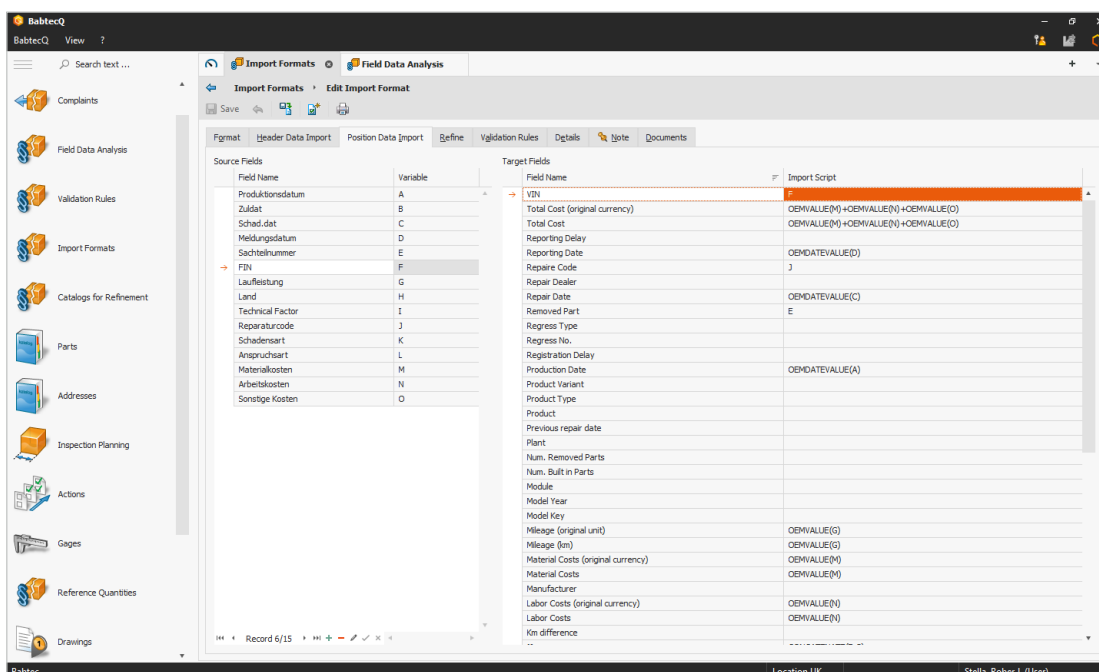 BabtecQ
BabtecQ View ?
Search text ...
Complaints
Field Data Analysis
Validation Rules
Import Formats
Catalogs for Refinement
Parts
Addresses
Inspection Planning
Actions
Gages
Reference Quantities
Drawings
Import Formats Field Data Analysis
Import Formats Edit Import Format
Save
Format Header Data Import Position Data Import Refine Validation Rules Details Note Documents
Source Fields
Field Name Variable
Produktionsdatum A
Zuldat B
Schad.dat C
Meldungsdatum D
Sachteilnummer E
FIN F
Laufleistung G
Land H
Technical Factor I
Reparaturcode J
Schadensart K
Anspruchsart L
Materialkosten M
Arbeitskosten N
Sonstige Kosten O
Record 6/15
Target Fields
Field Name Import Script
VIN F
Total Cost (original currency) OEMVALUE(M)+OEMVALUE(N)+OEMVALUE(O)
Total Cost OEMVALUE(M)+OEMVALUE(N)+OEMVALUE(O)
Reporting Delay
Reporting Date OEMDATEVALUE(D)
Repaire Code J
Repair Dealer
Repair Date OEMDATEVALUE(C)
Removed Part E
Regress Type
Regress No.
Registration Delay
Production Date OEMDATEVALUE(A)
Product Variant
Product Type
Product
Previous repair date
Plant
Num. Removed Parts
Num. Built in Parts
Module
Model Year
Model Key
Mileage (original unit) OEMVALUE(G)
Mileage (km) OEMVALUE(G)
Material Costs (original currency) OEMVALUE(M)
Material Costs OEMVALUE(M)
Manufacturer
Labor Costs (original currency) OEMVALUE(N)
Labor Costs OEMVALUE(N)
Km difference
Babtec Location UK Stella, Rober J. (User)